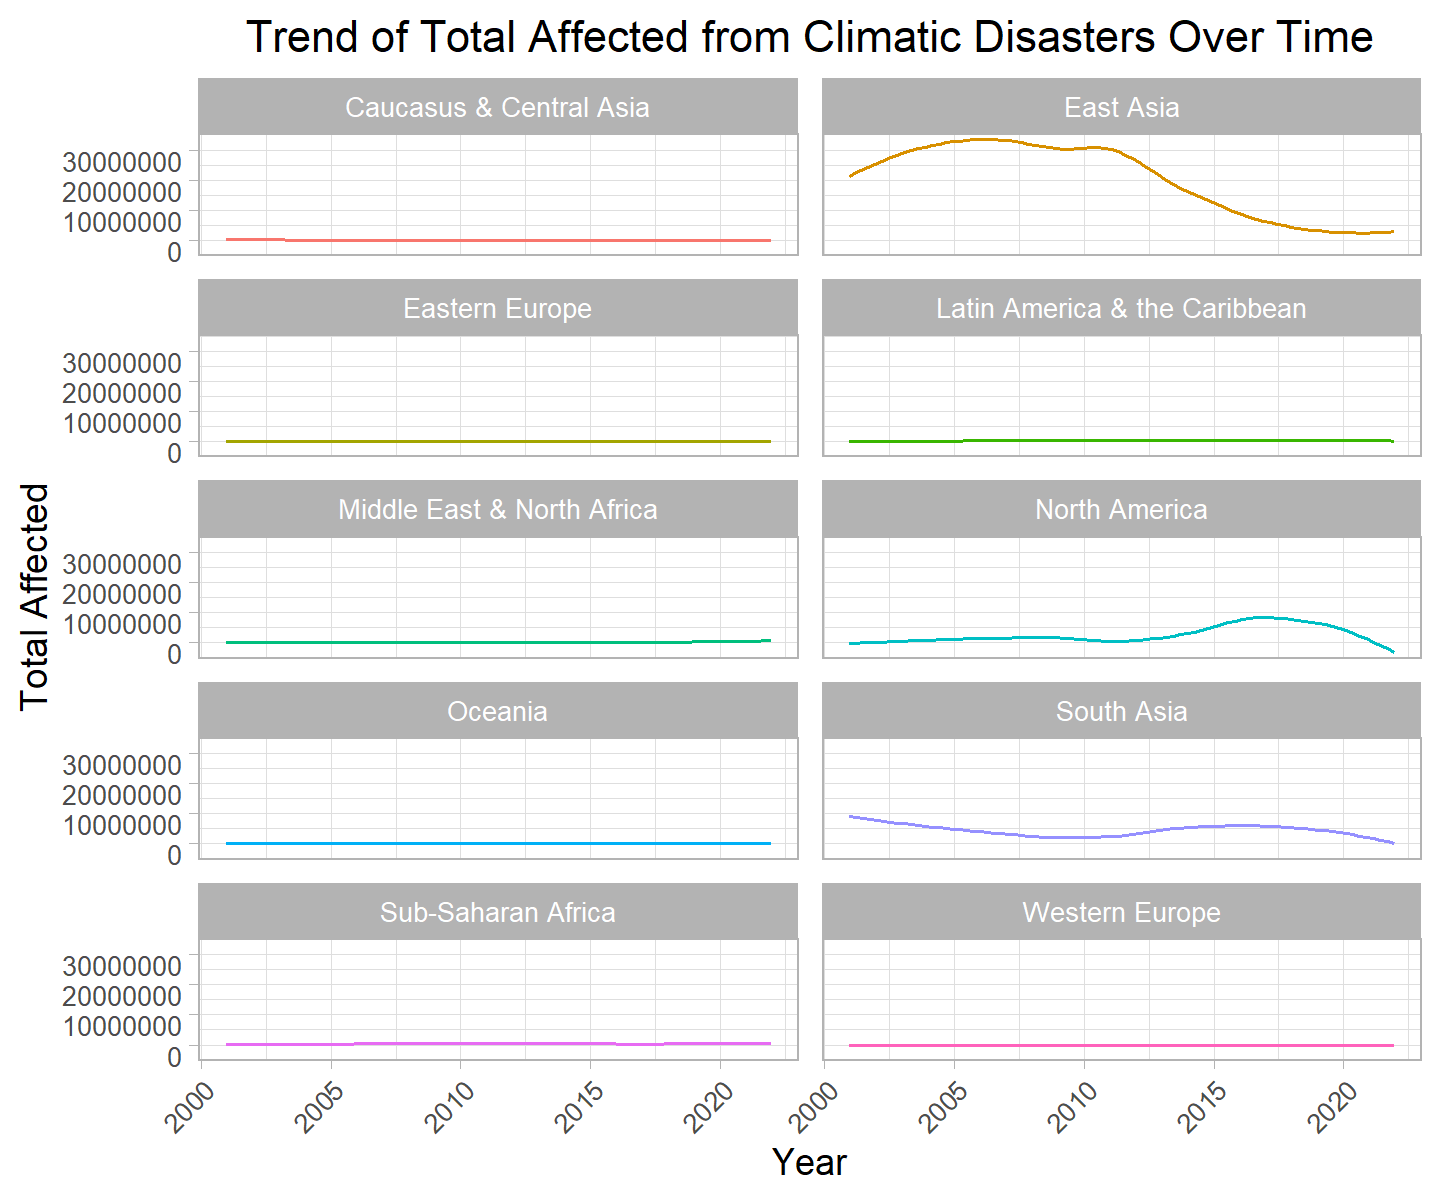 Trend of Total Affected from Climatic Disasters Over Time
Caucasus & Central Asia
East Asia
30000000
20000000
10000000
0
Eastern Europe
Latin America & the Caribbean
30000000
20000000
10000000
0
Middle East & North Africa
North America
30000000
20000000
10000000
0
Oceania
South Asia
30000000
20000000
10000000
0
Sub-Saharan Africa
Western Europe
30000000
20000000
10000000
0
2000
2005
2010
2015
2020
2000
2005
2010
2015
2020
Total Affected
Year